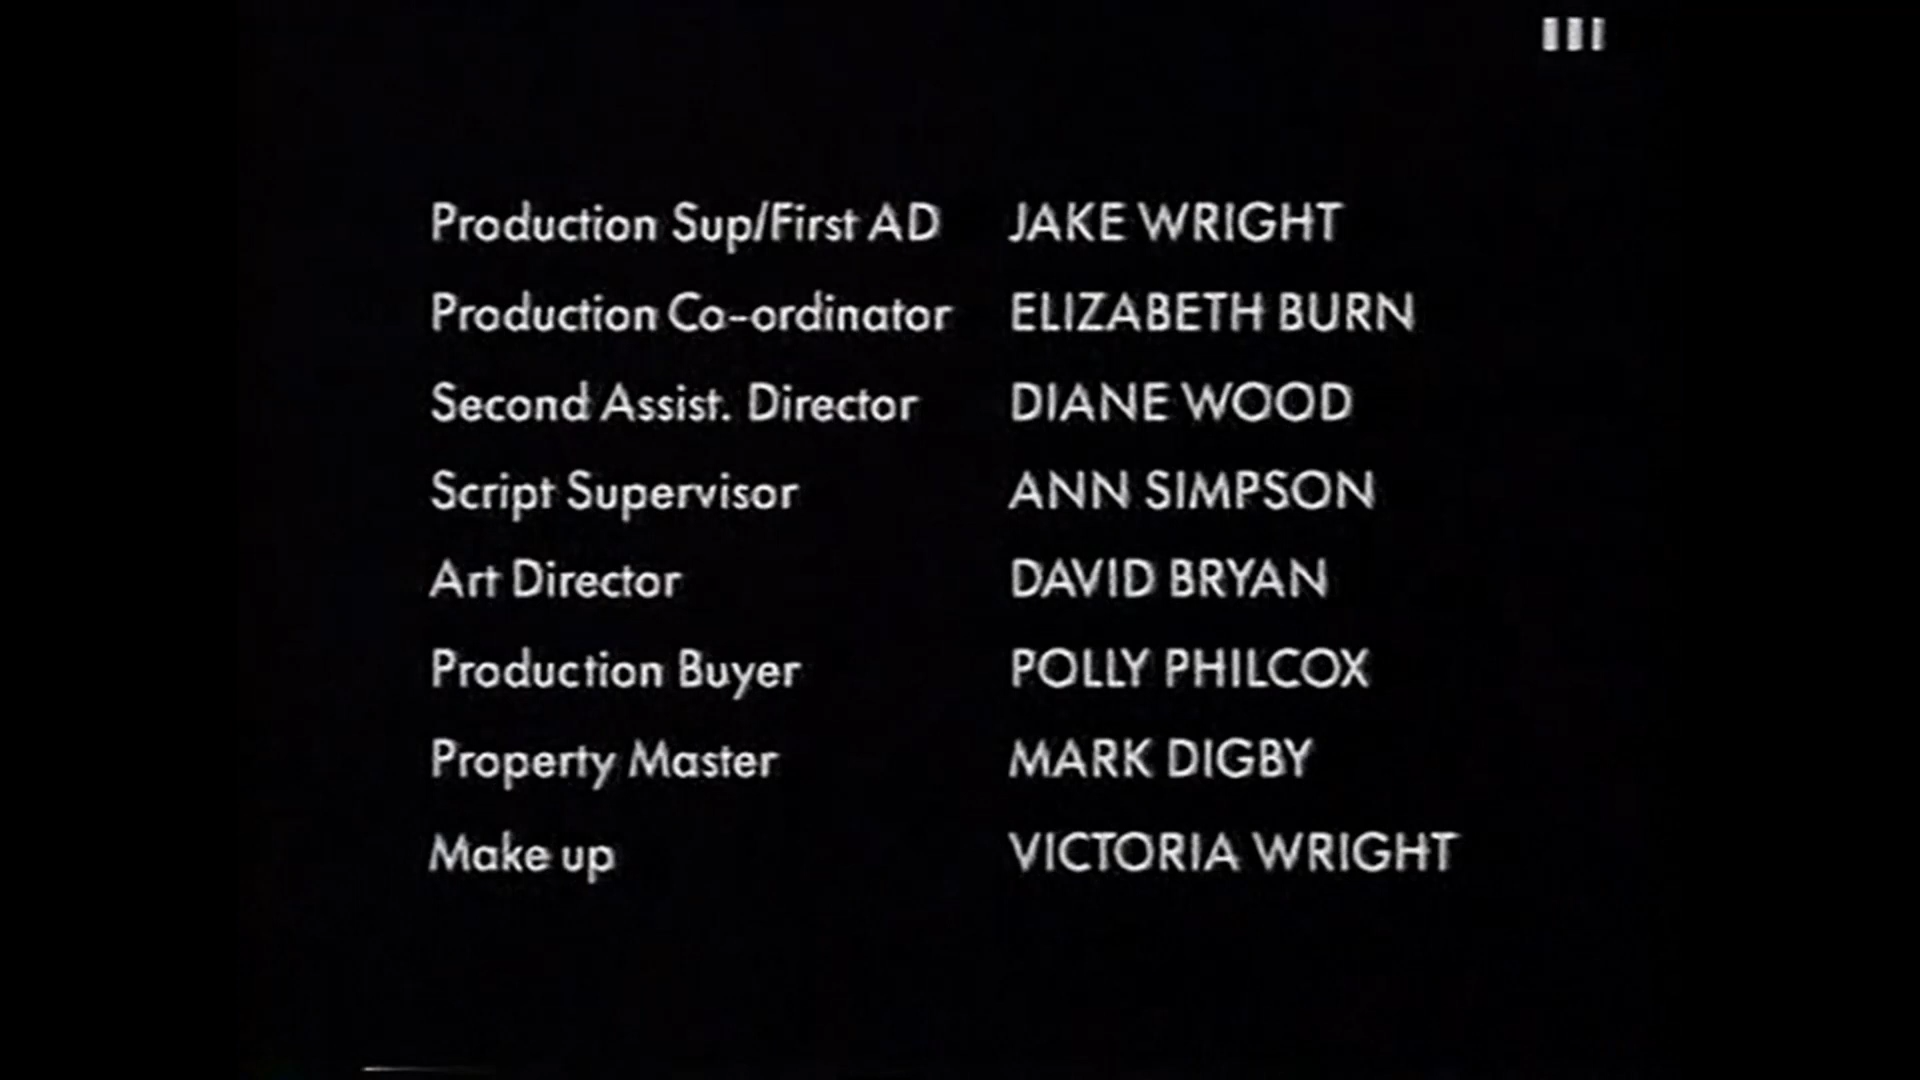 Production Sup/First AD JAKE WRIGHT
Production Co-ordinator ELIZABETH BURN
Second Assist. Director DIANE WOOD
Script Supervisor ANN SIMPSON
Art Director DAVID BRYAN
Production Buyer POLLY PHILCOX
Property Master MARK DIGBY
Make up VICTORIA WRIGHT